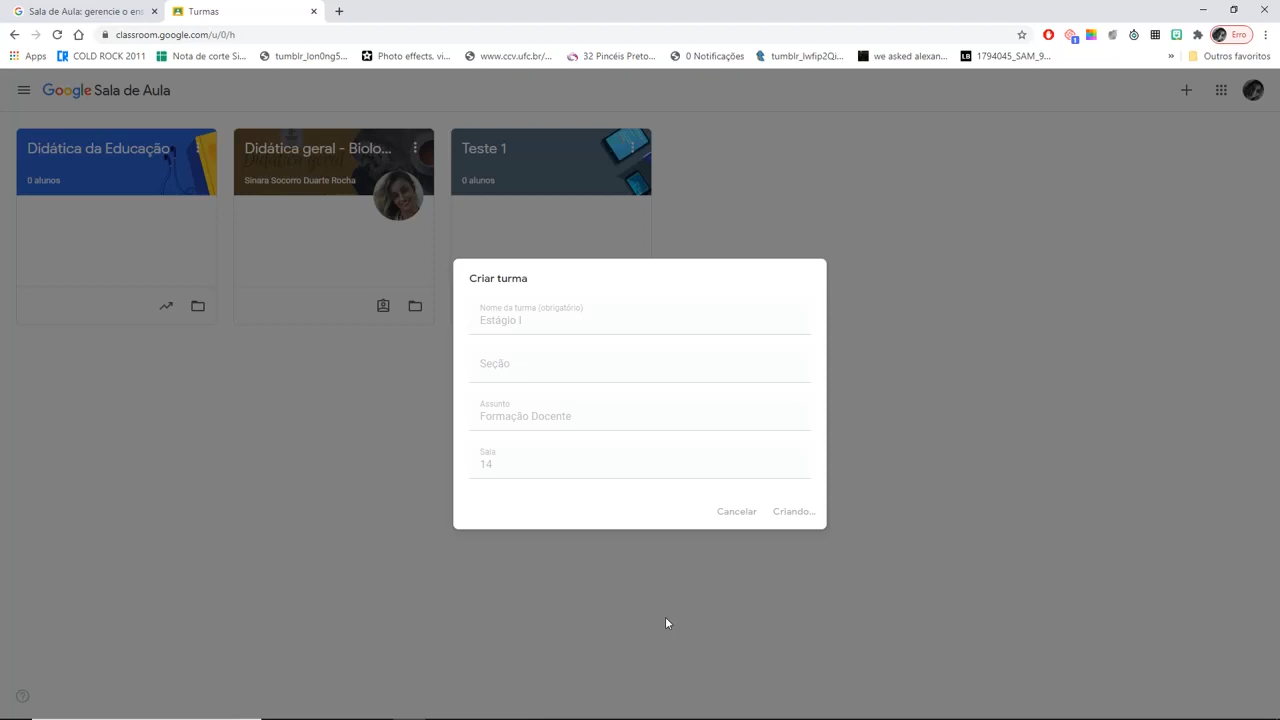 Sala de Aula: gerencie o en
Turmas
classroom.google.com/u/0/h
Erro
Apps
COLD ROCK 2011
Nota de corte Si...
tumblr_lon0ng5...
Photo effects, vi...
www.ccv.ufc.br/...
32 Pincéis Preto...
0 Notificações
tumblr_lwfip2Qi...
we asked alexan...
1794045_SAM_9...
Outros favoritos
Google Sala de Aula
Didática da Educação
0 alunos
Didática geral - Biolo...
Sinara Socorro Duarte Rocha
Teste 1
0 alunos
Criar turma
Nome da turma (obrigatório)
Estágio I
Seção
Assunto
Formação Docente
Sala
14
Cancelar
Criando...